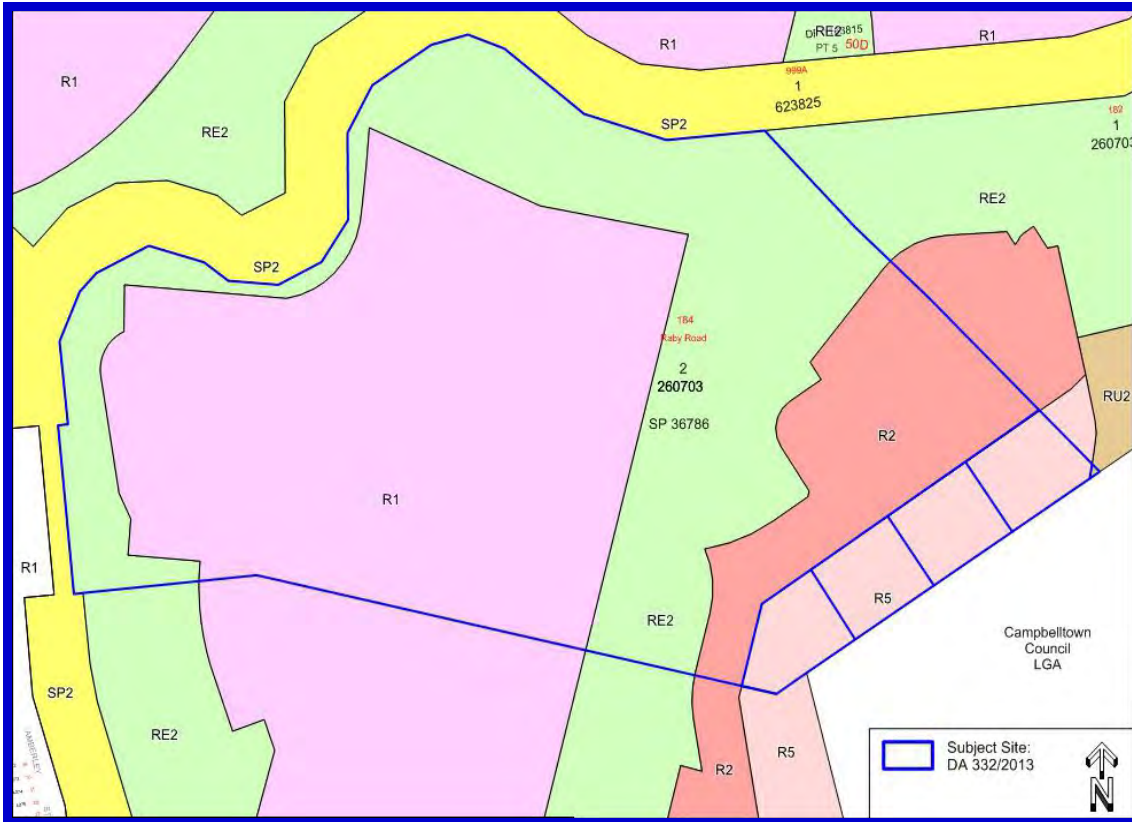 R1
R1
RE2
PT 5 50D
R1
999A
1
623825
SP2
182
1
260703
RE2
RE2
SP2
184
Raby Road
2
260703
SP 36786
RU2
R2
R1
R1
R5
RE2
Campbelltown
Council
LGA
SP2
RE2
R2
R5
AMBERLEY
Subject Site:
DA 332/2013
N